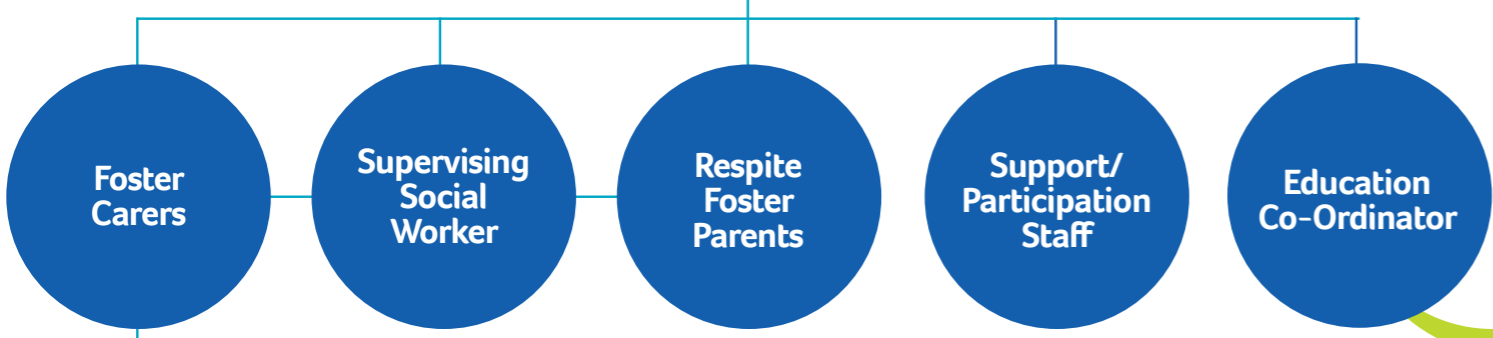 Foster
Carers
Supervising
Social
Worker
Respite
Foster
Parents
Support/
Participation
Staff
Education
Co-Ordinator